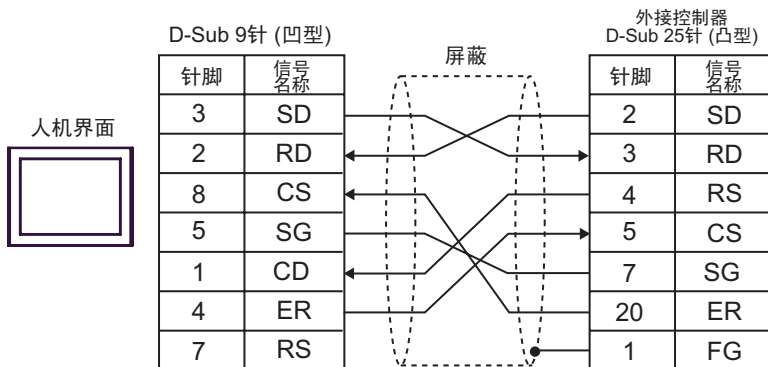 D-Sub 9针 (凹型)
外接控制器
D-Sub 25针 (凸型)
屏蔽
人机界面
针脚 信号名称
3 SD
2 RD
8 CS
5 SG
1 CD
4 ER
7 RS
针脚 信号名称
2 SD
3 RD
4 RS
5 CS
7 SG
20 ER
1 FG